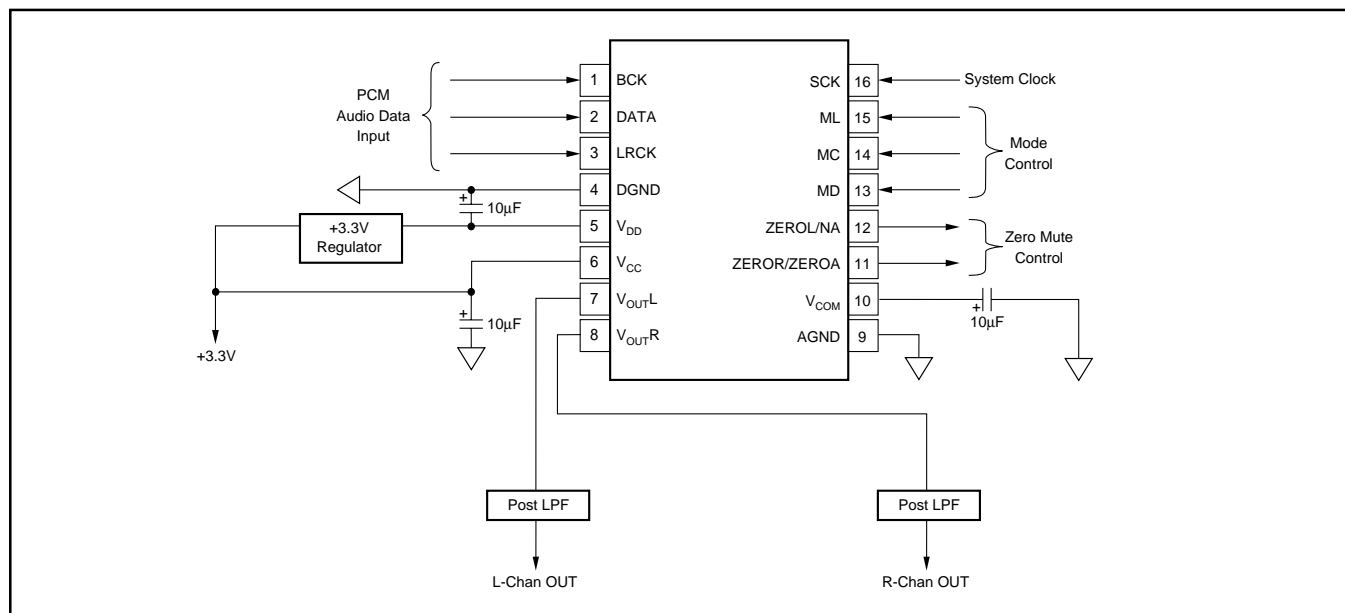 PCM
Audio Data
Input
1 BCK
2 DATA
3 LRCK
4 DGND
5 VDD
6 VCC
7 VOUTL
8 VOUTR
SCK 16
ML 15
MC 14
MD 13
ZEROL/NA 12
ZEROR/ZEROA 11
VCOM 10
AGND 9
System Clock
Mode
Control
Zero Mute
Control
+
10µF
+3.3V
Regulator
+
10µF
+3.3V
+
10µF
Post LPF
L-Chan OUT
Post LPF
R-Chan OUT